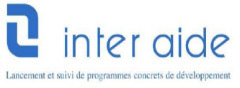 inter aide
Lancement et suivi de programmes concrets de développement